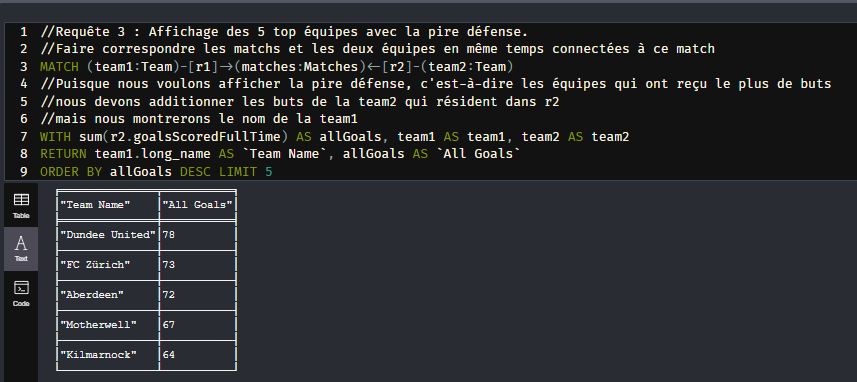 1 //Requête 3 : Affichage des 5 top équipes avec la pire défense.
2 //Faire correspondre les matchs et les deux équipes en même temps connectées à ce match
3 MATCH (team1:Team)-[r1]->(matches:Matches)<-[r2]-(team2:Team)
4 //Puisque nous voulons afficher la pire défense, c'est-à-dire les équipes qui ont reçu le plus de buts
5 //nous devons additionner les buts de la team2 qui résident dans r2
6 //mais nous montrerons le nom de la team1
7 WITH sum(r2.goalsScoredFullTime) AS allGoals, team1 AS team1, team2 AS team2
8 RETURN team1.long_name AS `Team Name`, allGoals AS `All Goals`
9 ORDER BY allGoals DESC LIMIT 5
Table
Text
Code
"Team Name" "All Goals"
"Dundee United" 78
"FC Zürich" 73
"Aberdeen" 72
"Motherwell" 67
"Kilmarnock" 64